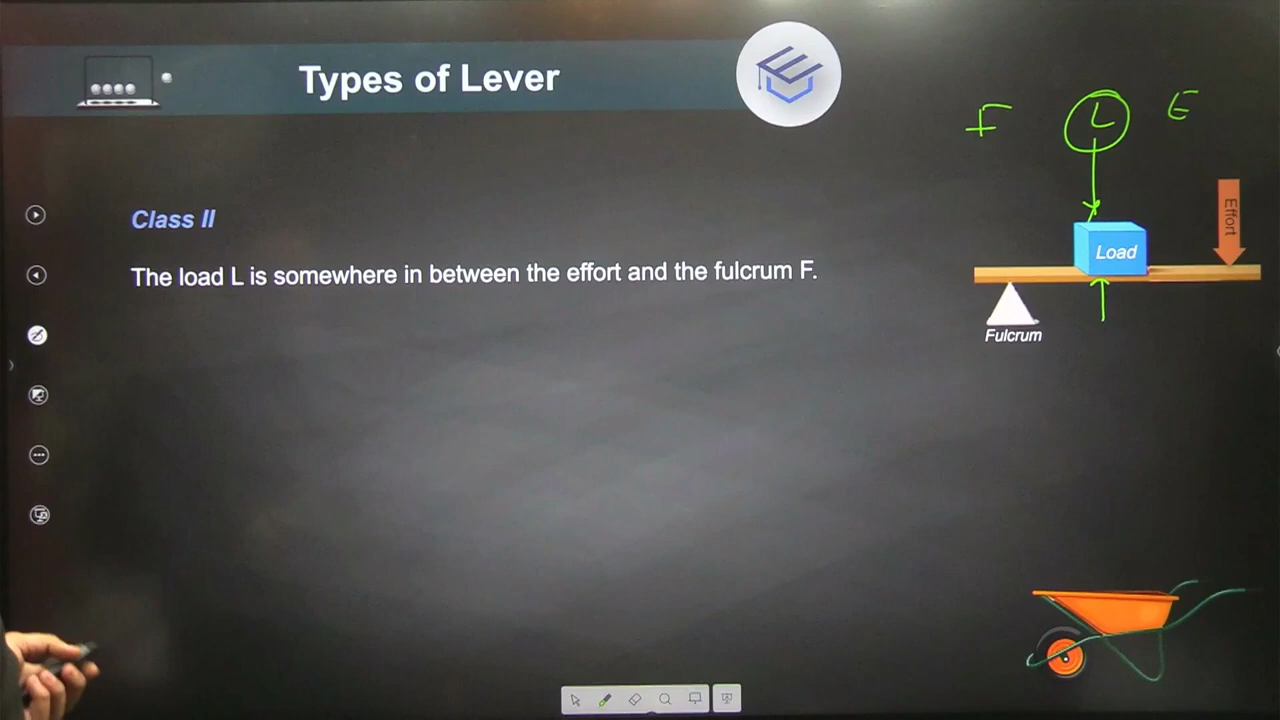 Types of Lever
F L E
Effort
Class II
Load
The load L is somewhere in between the effort and the fulcrum F.
Fulcrum